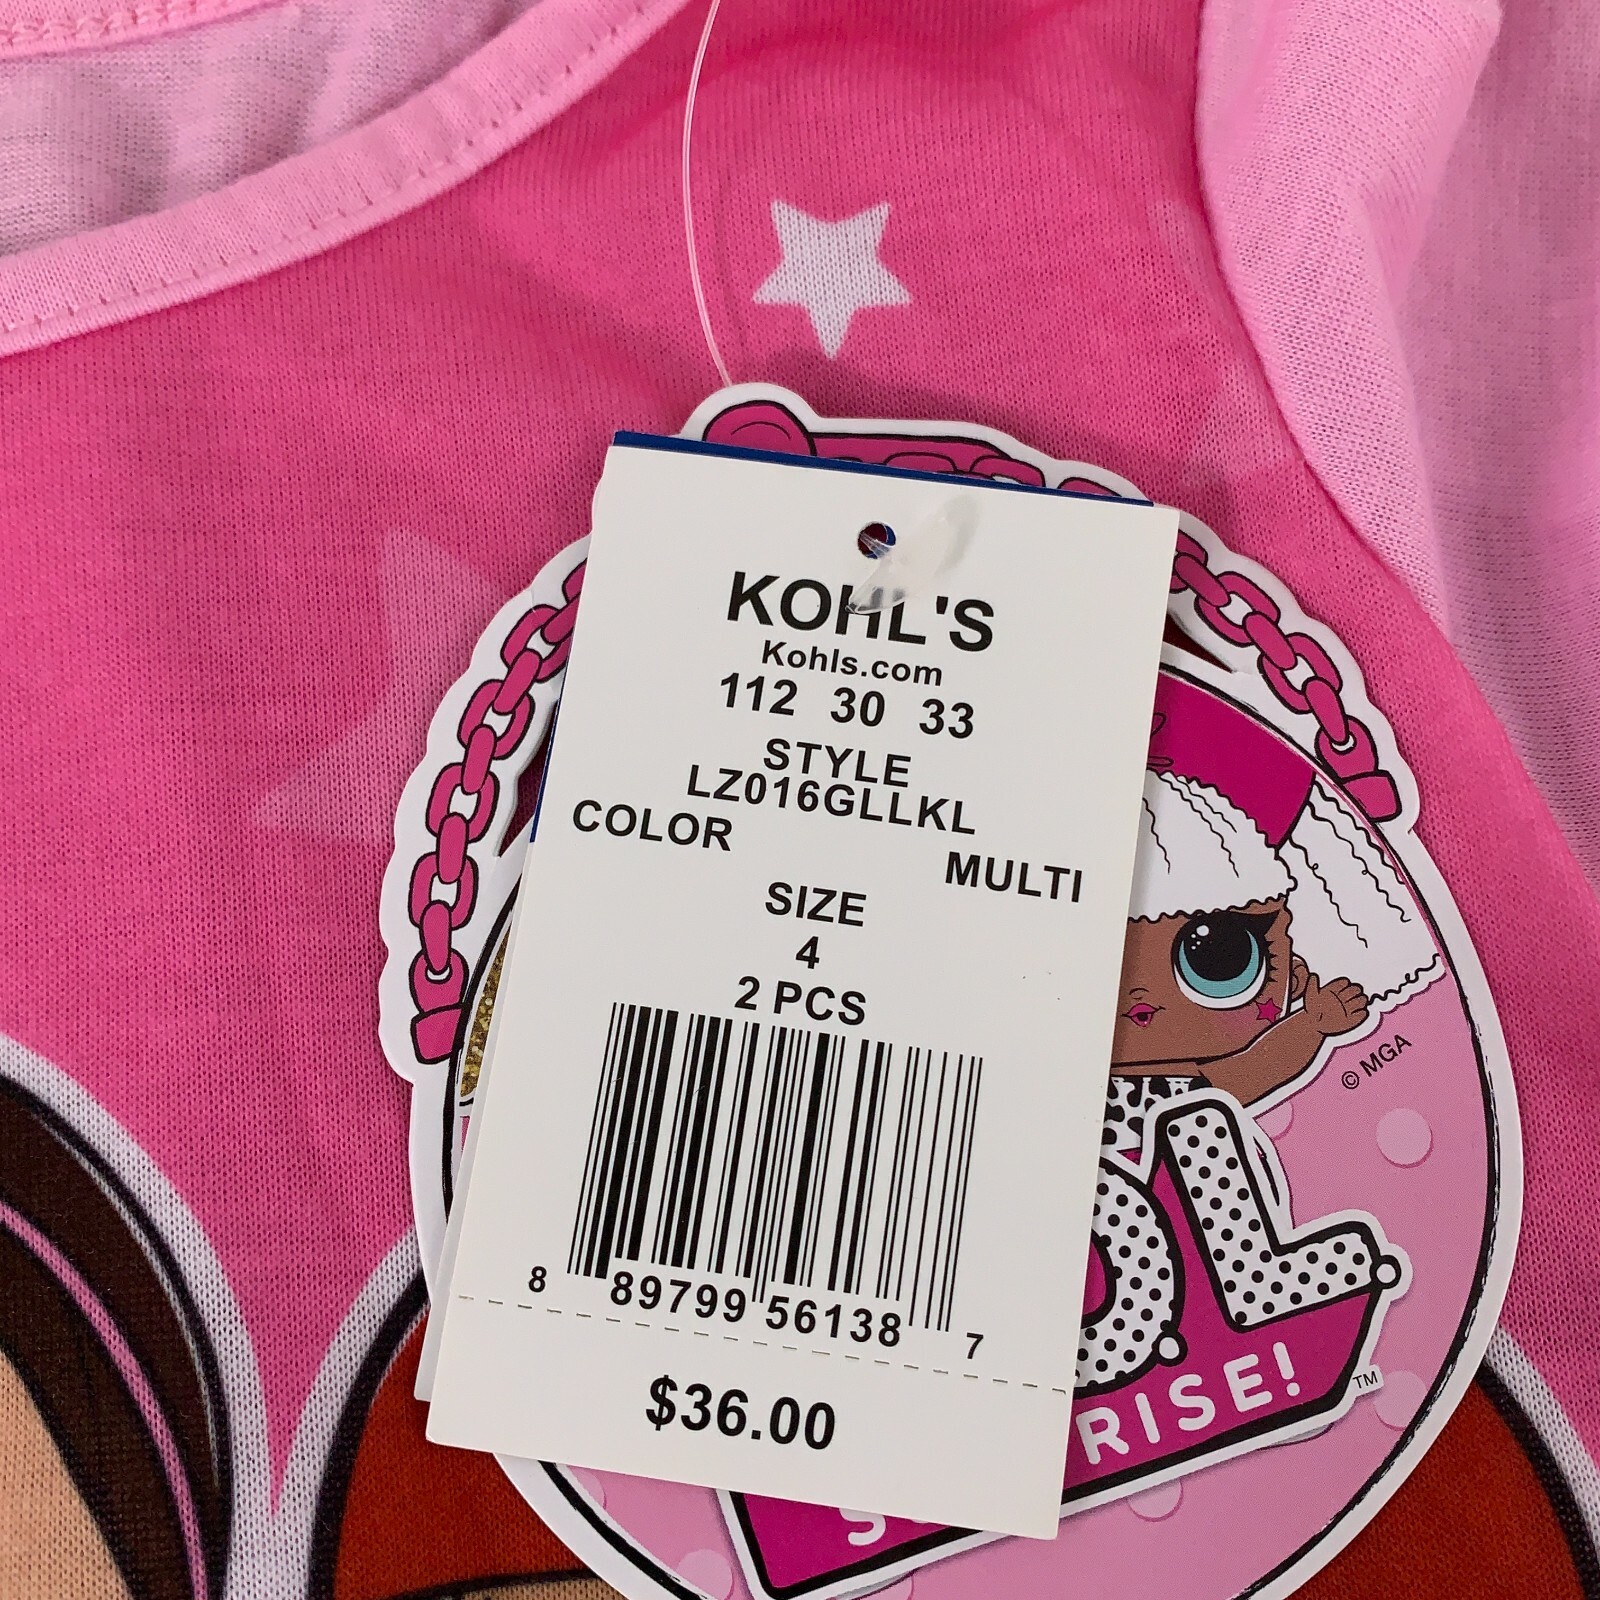 KOHL'S
Kohls.com
112 30 33
STYLE
LZ016GLLKL
COLOR
MULTI
SIZE
4
2 PCS
8 89799 56138 7
$36.00
© MGA
OL
RISE!
TM